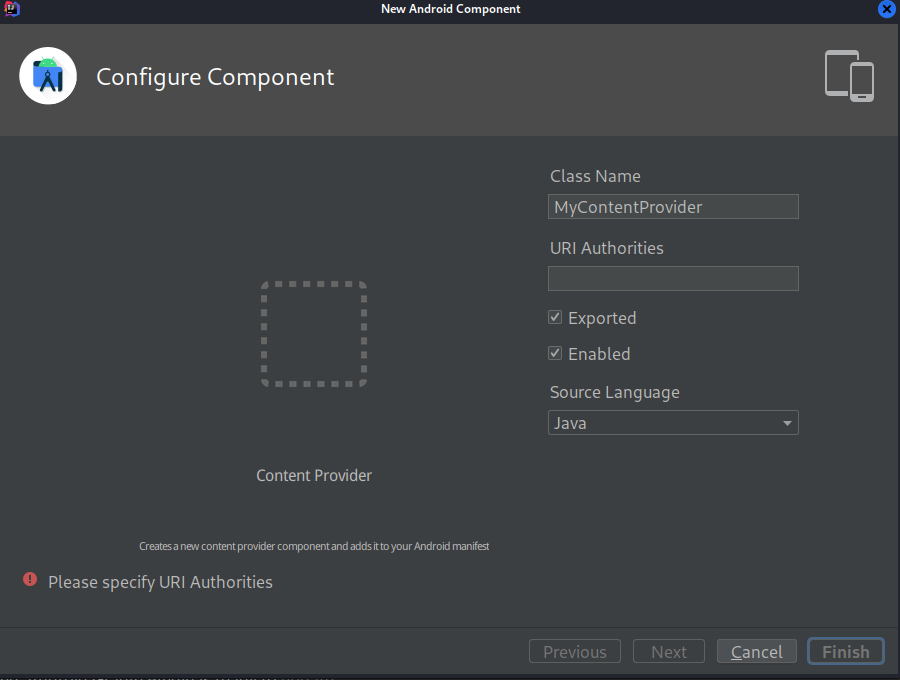 New Android Component
Configure Component
Class Name
MyContentProvider
URI Authorities
Exported
Enabled
Source Language
Java
Content Provider
Creates a new content provider component and adds it to your Android manifest
Please specify URI Authorities
Previous
Next
Cancel
Finish